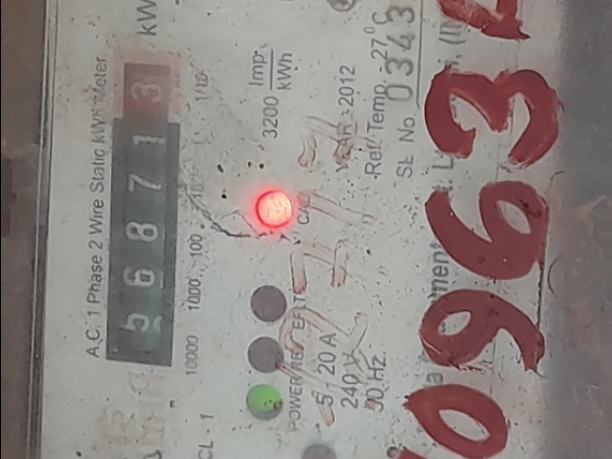 A.C. 1 Phase 2 Wire Static kWh Meter
5 6 8 7 1 3 kW
10000 1000 100 10 1/10
CL - 1
3200 Imp/kWh
CAL
POWER REV E/F LT
5 - 20 A
240 V
50 Hz.
YEAR : 2012
Ref. Temp. 27°C
Sl. No. 0343
0963